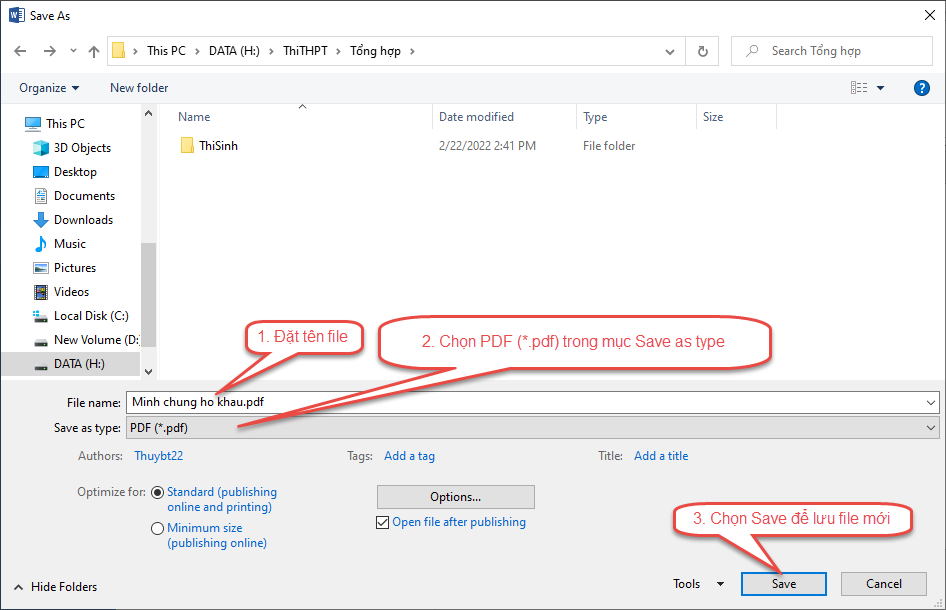 Save As
This PC > DATA (H:) > ThiTHPT > Tổng hợp >
Search Tổng hợp
Organize
New folder
?
Name
Date modified
Type
Size
This PC
3D Objects
Desktop
Documents
Downloads
Music
Pictures
Videos
Local Disk (C:)
New Volume (D:
DATA (H:)
ThiSinh
2/22/2022 2:41 PM
File folder
1. Đặt tên file
2. Chọn PDF (*.pdf) trong mục Save as type
File name:
Minh chung ho khau.pdf
Save as type:
PDF (*.pdf)
Authors:
Thuybt22
Tags:
Add a tag
Title:
Add a title
Optimize for:
Standard (publishing
online and printing)
Minimum size
(publishing online)
Options...
Open file after publishing
3. Chọn Save để lưu file mới
Hide Folders
Tools
Save
Cancel